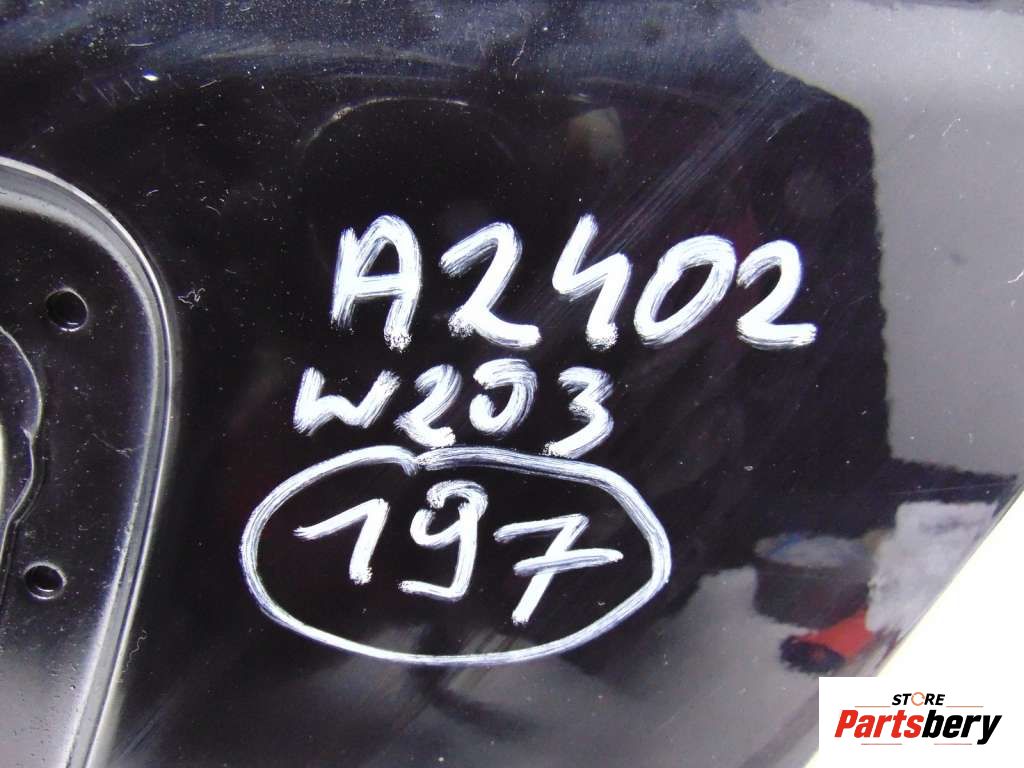 A2402
W203
197
STORE
Partsbery